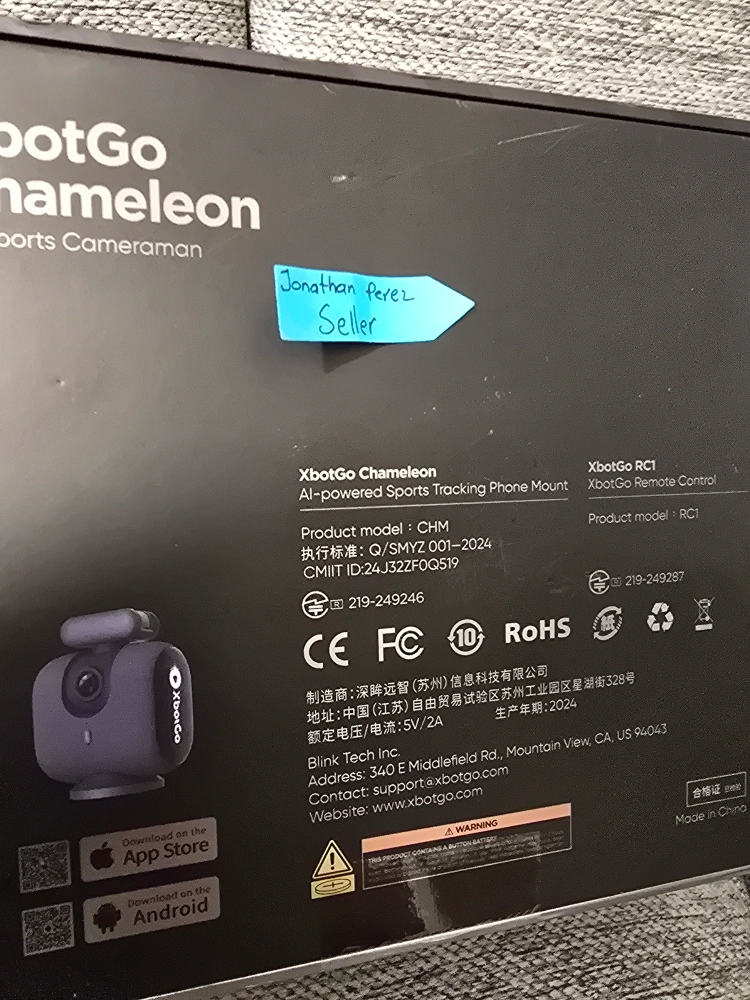 botGo
hameleon
ports Cameraman
Jonathan Perez
Seller
XbotGo Chameleon
AI-powered Sports Tracking Phone Mount
Product model：CHM
执行标准：Q/SMYZ 001—2024
CMIIT ID:24J32ZF0Q519
R 219-249246
XbotGo RC1
XbotGo Remote Control
Product model：RC1
R 219-249287
CE FC 10 RoHS 紙
制造商：深眸远智（苏州）信息科技有限公司
地址：中国（江苏）自由贸易试验区苏州工业园区星湖街328号
额定电压/电流：5V/2A 生产年期：2024
Blink Tech Inc.
Address: 340 E Middlefield Rd., Mountain View, CA, US 94043
Contact: support@xbotgo.com
Website: www.xbotgo.com
合格证
Made in China
WARNING
THIS PRODUCT CONTAINS A BUTTON BATTERY
XbotGo
Download on the
App Store
Download on the
Android